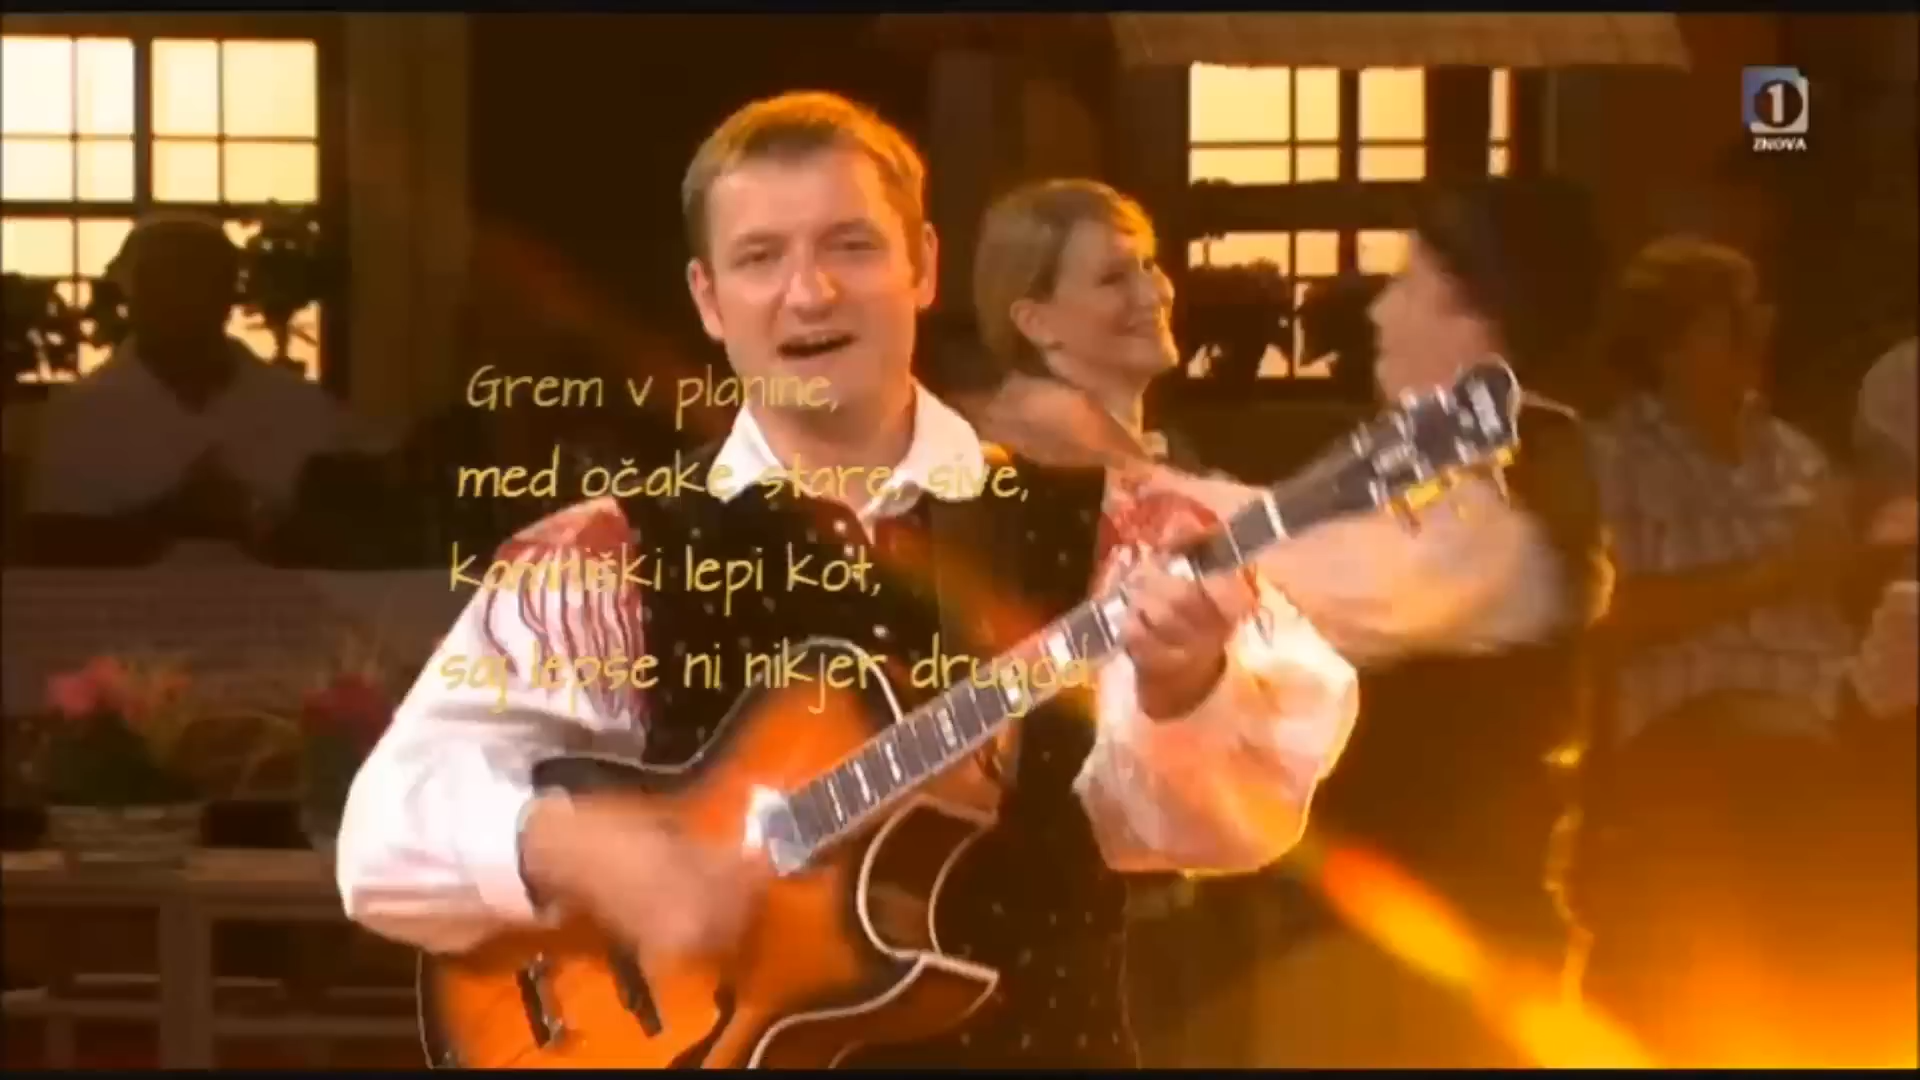 1
ZNOVA
Grem v planine,
med očake stare, sive,
kamniški lepi kot,
saj lepše ni nikjer drugod.